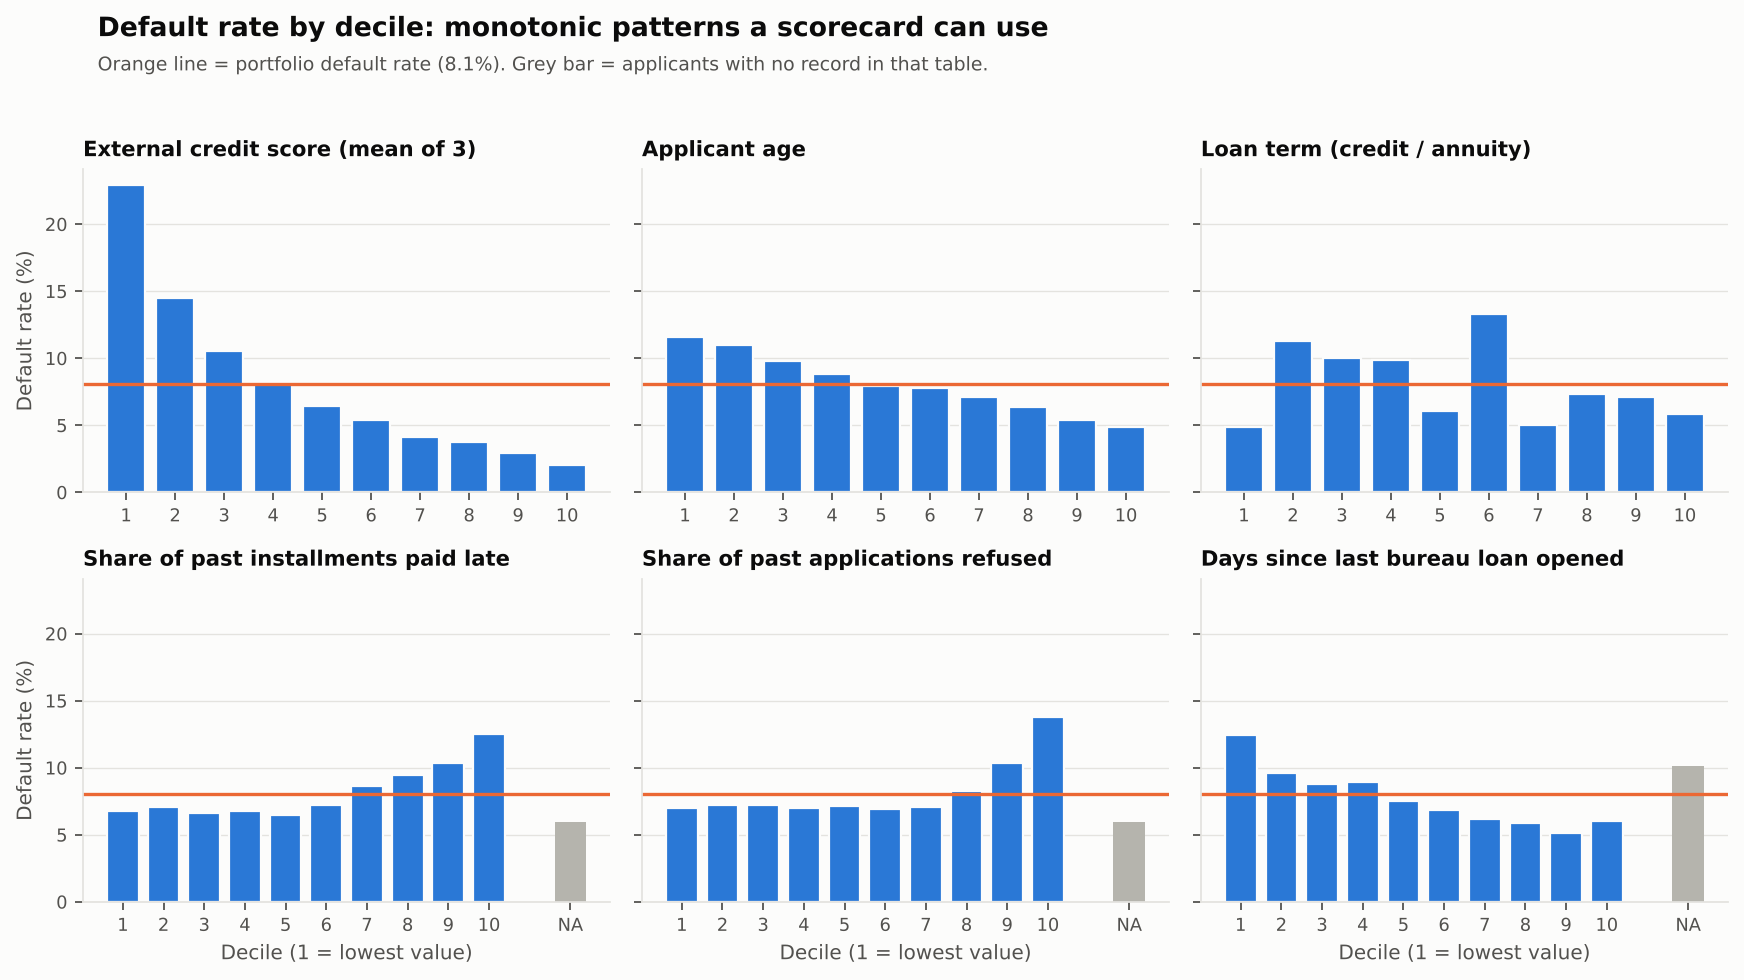 Default rate by decile: monotonic patterns a scorecard can use
Orange line = portfolio default rate (8.1%). Grey bar = applicants with no record in that table.
External credit score (mean of 3)
Default rate (%)
20
15
10
5
0
1 2 3 4 5 6 7 8 9 10
Applicant age
1 2 3 4 5 6 7 8 9 10
Loan term (credit / annuity)
1 2 3 4 5 6 7 8 9 10
Share of past installments paid late
Default rate (%)
20
15
10
5
0
1 2 3 4 5 6 7 8 9 10 NA
Decile (1 = lowest value)
Share of past applications refused
1 2 3 4 5 6 7 8 9 10 NA
Decile (1 = lowest value)
Days since last bureau loan opened
1 2 3 4 5 6 7 8 9 10 NA
Decile (1 = lowest value)